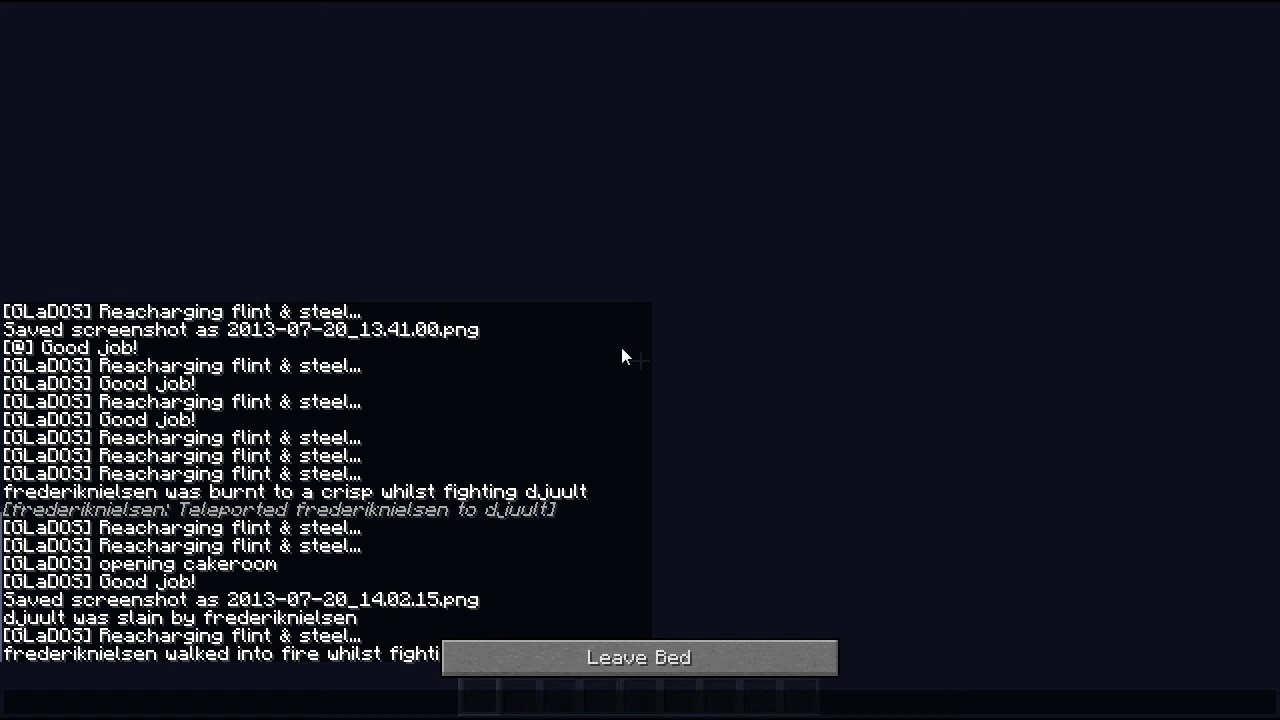 [GLaDOS] Reacharging flint & steel...
Saved screenshot as 2013-07-20_13.41.00.png
[@] Good job!
[GLaDOS] Reacharging flint & steel...
[GLaDOS] Good job!
[GLaDOS] Reacharging flint & steel...
[GLaDOS] Good job!
[GLaDOS] Reacharging flint & steel...
[GLaDOS] Reacharging flint & steel...
[GLaDOS] Reacharging flint & steel...
frederiknielsen was burnt to a crisp whilst fighting djuult
[frederiknielsen: Teleported frederiknielsen to djuult]
[GLaDOS] Reacharging flint & steel...
[GLaDOS] Reacharging flint & steel...
[GLaDOS] opening cakeroom
[GLaDOS] Good job!
Saved screenshot as 2013-07-20_14.02.15.png
djuult was slain by frederiknielsen
[GLaDOS] Reacharging flint & steel...
frederiknielsen walked into fire whilst fighti
Leave Bed